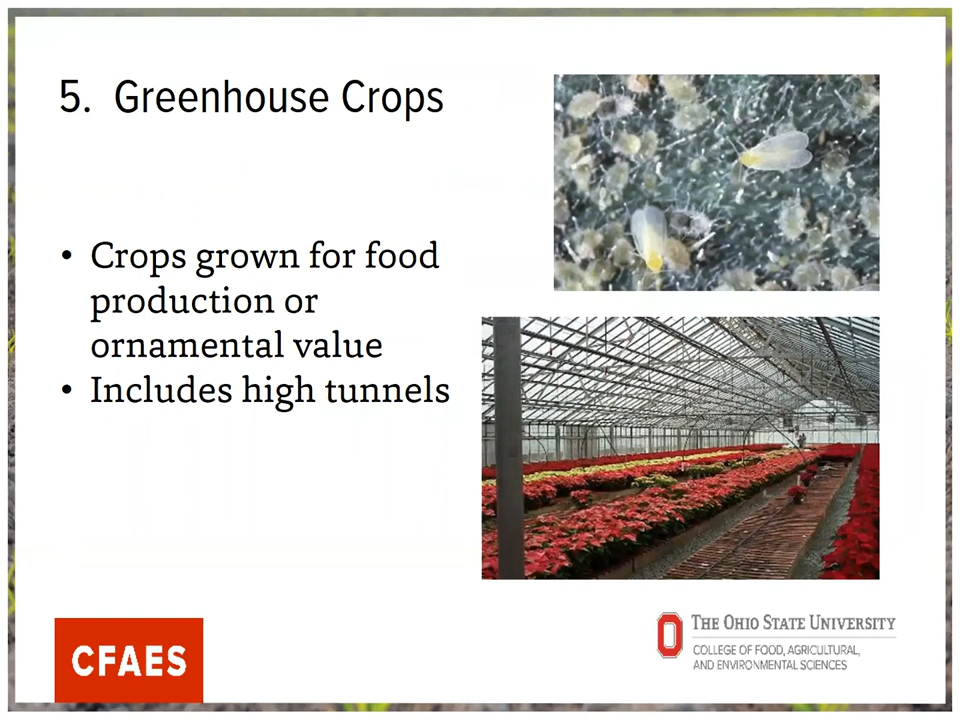 5. Greenhouse Crops
• Crops grown for food
production or
ornamental value
• Includes high tunnels
CFAES
THE OHIO STATE UNIVERSITY
COLLEGE OF FOOD, AGRICULTURAL,
AND ENVIRONMENTAL SCIENCES